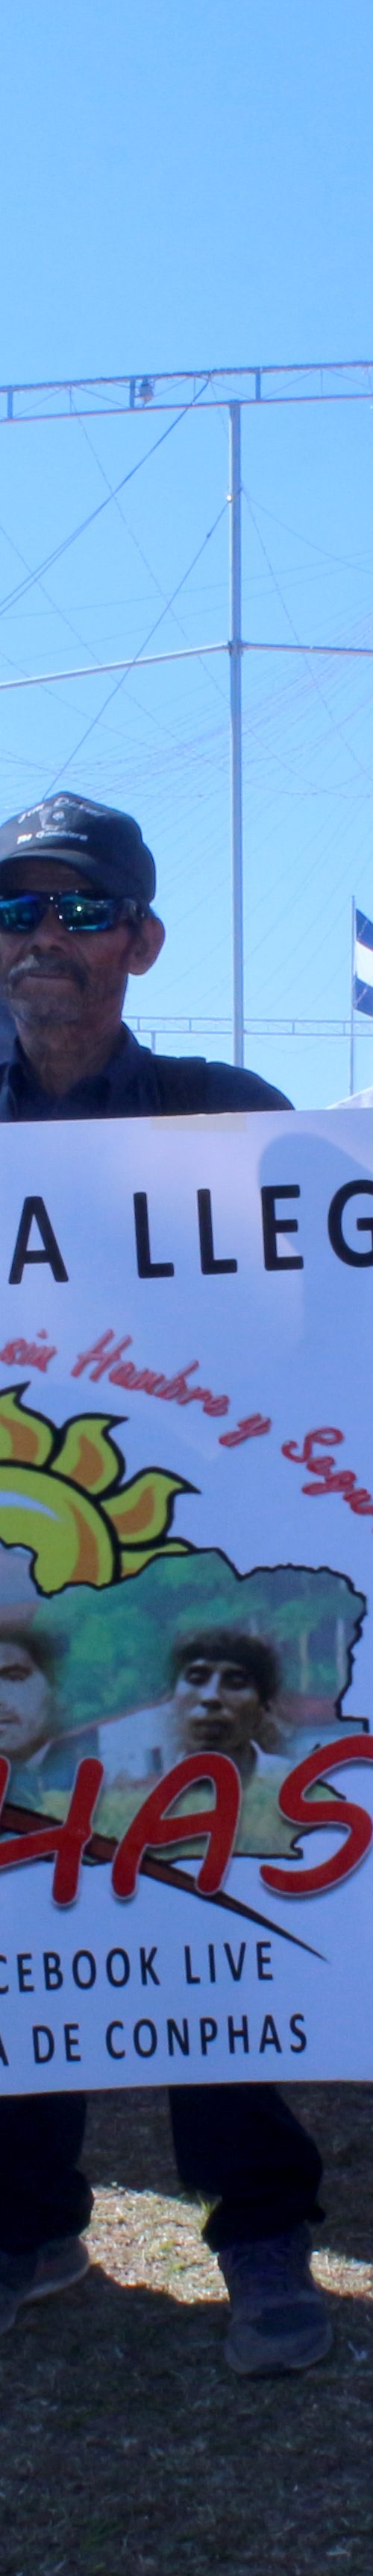 A LLEG
sin Hambre y Segu
HAS
CEBOOK LIVE
A DE CONPHAS